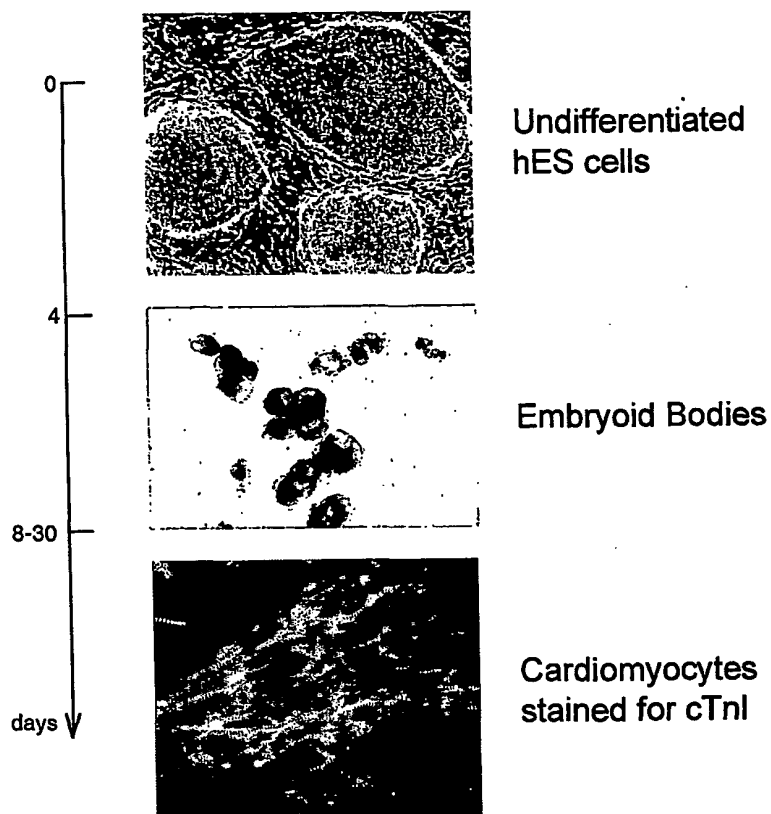 0
Undifferentiated
hES cells
4
Embryoid Bodies
8-30
Cardiomyocytes
stained for cTnI
days